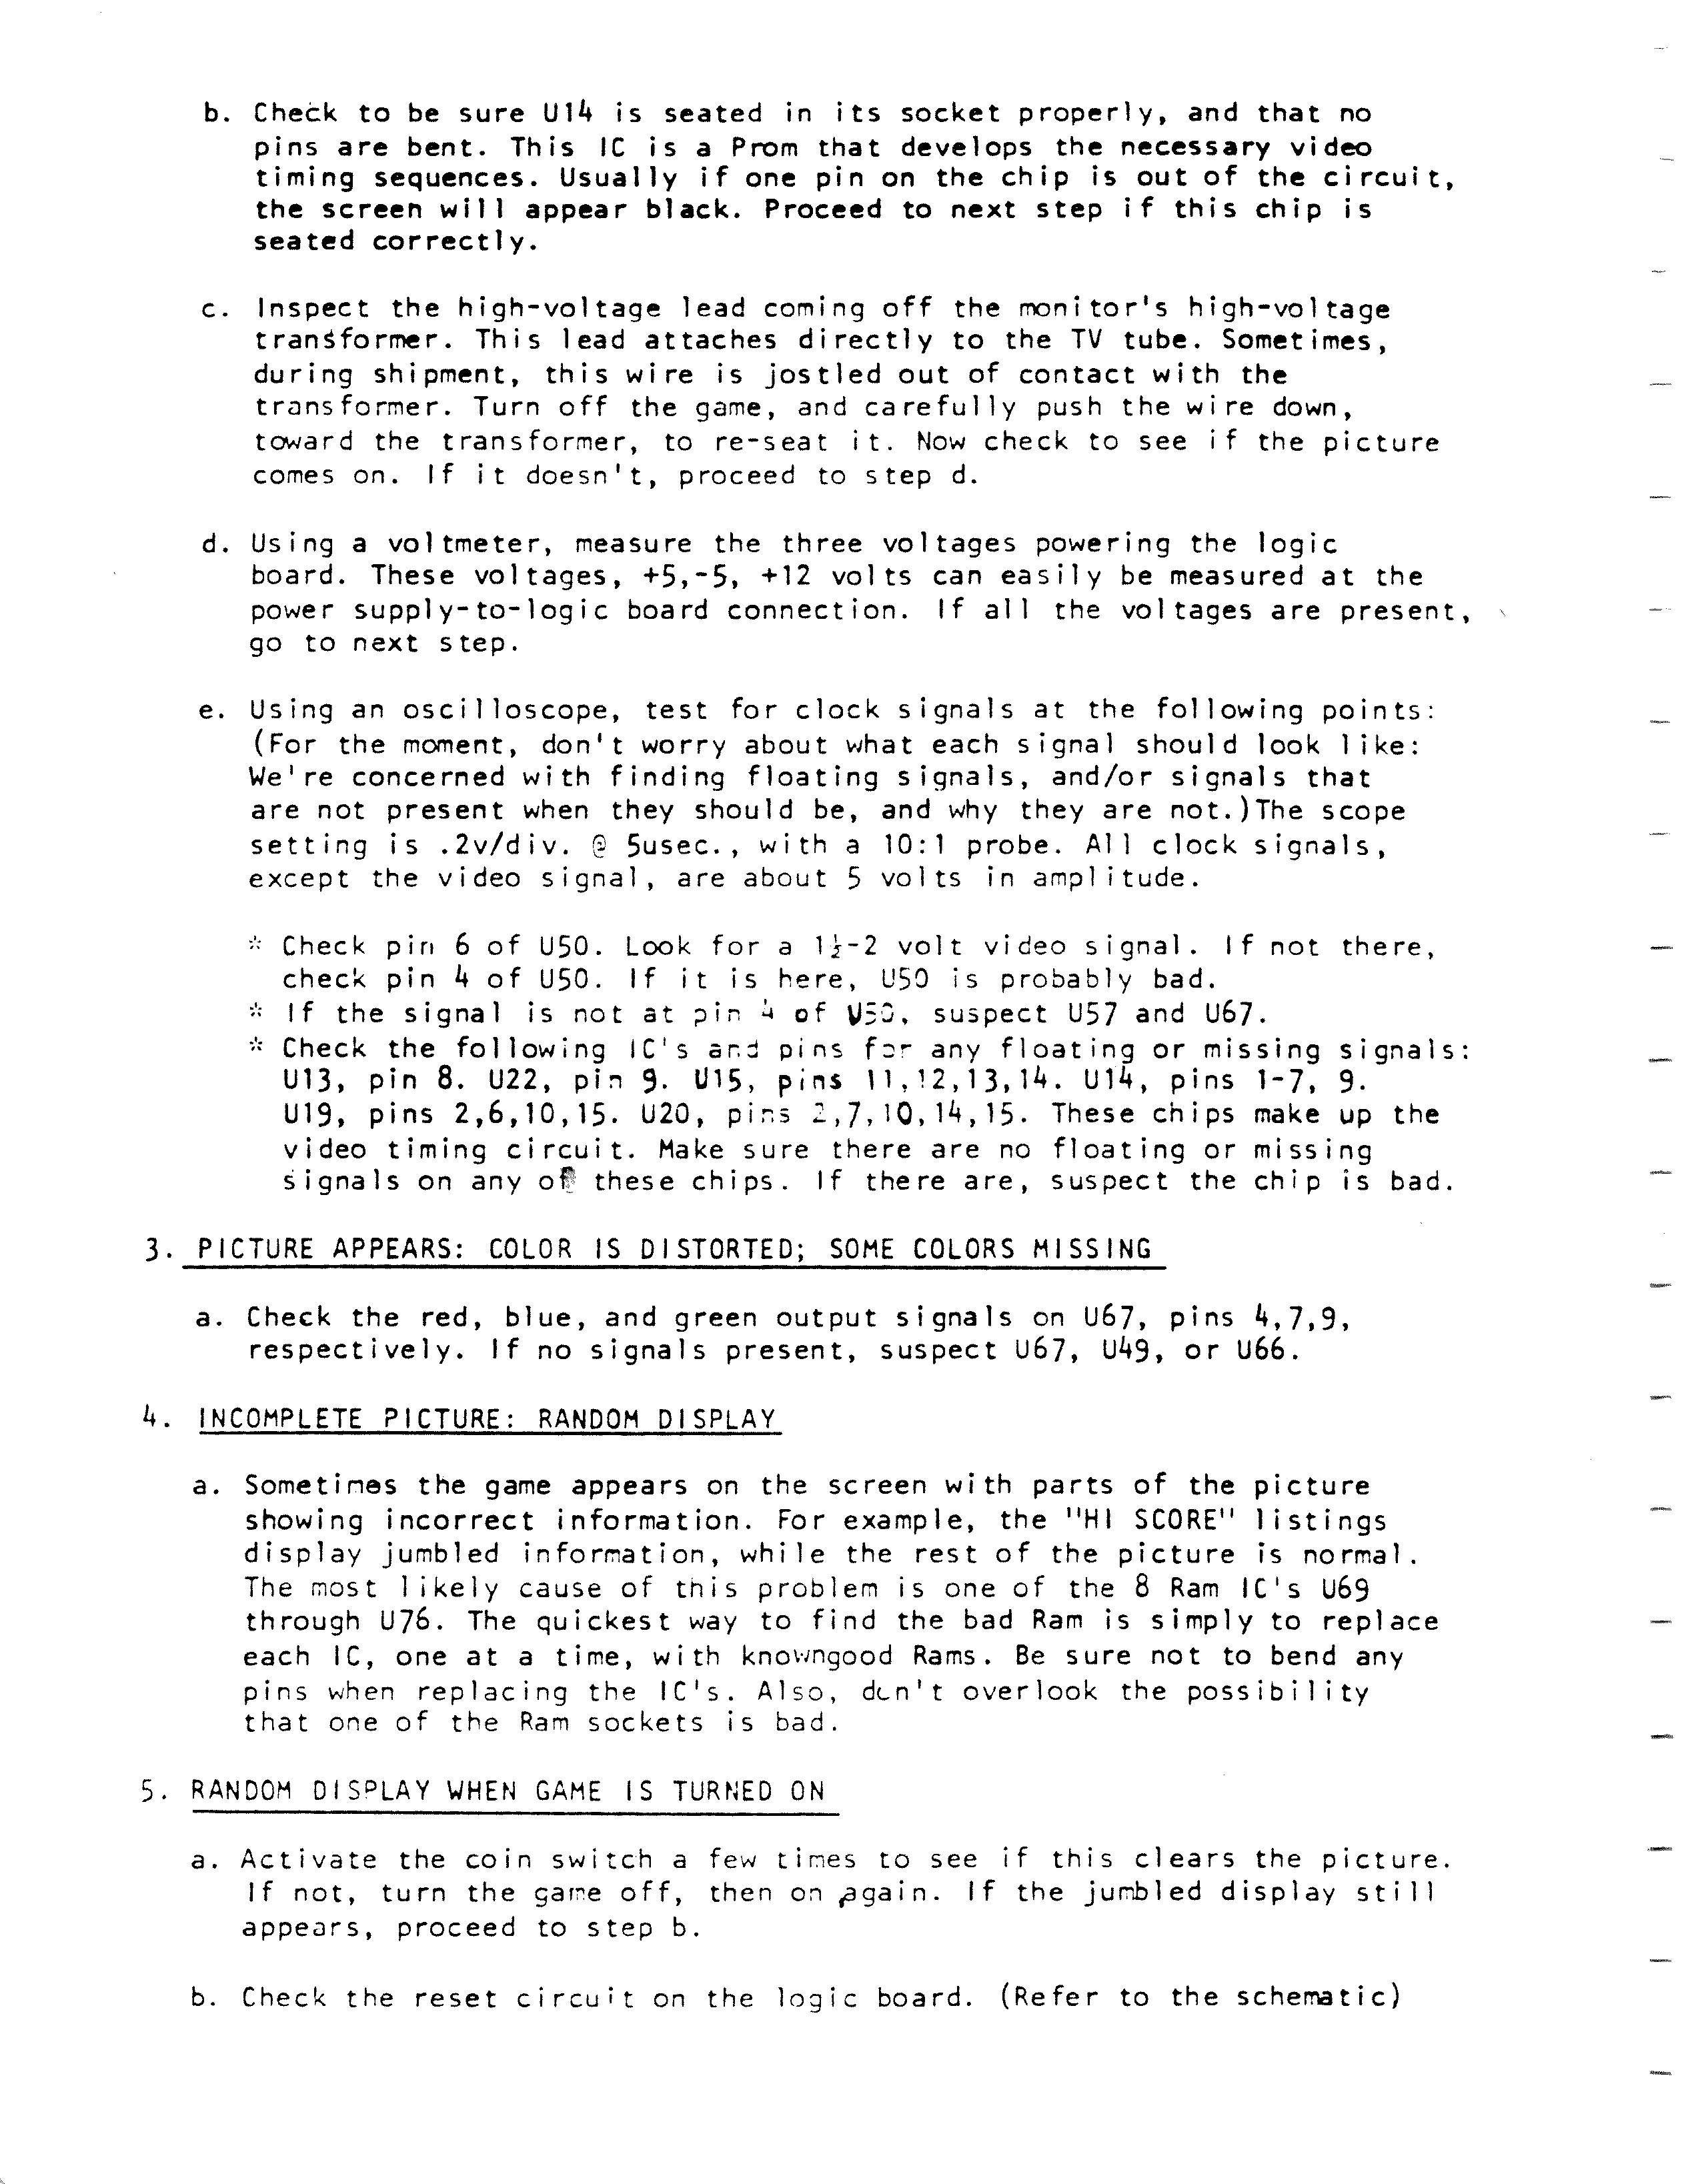 b. Check to be sure U14 is seated in its socket properly, and that no
pins are bent. This IC is a Prom that develops the necessary video
timing sequences. Usually if one pin on the chip is out of the circuit,
the screen will appear black. Proceed to next step if this chip is
seated correctly.
c. Inspect the high-voltage lead coming off the monitor's high-voltage
transformer. This lead attaches directly to the TV tube. Sometimes,
during shipment, this wire is jostled out of contact with the
transformer. Turn off the game, and carefully push the wire down,
toward the transformer, to re-seat it. Now check to see if the picture
comes on. If it doesn't, proceed to step d.
d. Using a voltmeter, measure the three voltages powering the logic
board. These voltages, +5,-5, +12 volts can easily be measured at the
power supply-to-logic board connection. If all the voltages are present,
go to next step.
e. Using an oscilloscope, test for clock signals at the following points:
(For the moment, don't worry about what each signal should look like:
We're concerned with finding floating signals, and/or signals that
are not present when they should be, and why they are not.)The scope
setting is .2v/div. @ 5usec., with a 10:1 probe. All clock signals,
except the video signal, are about 5 volts in amplitude.
* Check pin 6 of U50. Look for a 1½-2 volt video signal. If not there,
check pin 4 of U50. If it is here, U50 is probably bad.
* If the signal is not at pin 4 of U50, suspect U57 and U67.
* Check the following IC's and pins for any floating or missing signals:
U13, pin 8. U22, pin 9. U15, pins 11,12,13,14. U14, pins 1-7, 9.
U19, pins 2,6,10,15. U20, pins 2,7,10,14,15. These chips make up the
video timing circuit. Make sure there are no floating or missing
signals on any of these chips. If there are, suspect the chip is bad.
3. PICTURE APPEARS: COLOR IS DISTORTED; SOME COLORS MISSING
a. Check the red, blue, and green output signals on U67, pins 4,7,9,
respectively. If no signals present, suspect U67, U49, or U66.
4. INCOMPLETE PICTURE: RANDOM DISPLAY
a. Sometimes the game appears on the screen with parts of the picture
showing incorrect information. For example, the "HI SCORE" listings
display jumbled information, while the rest of the picture is normal.
The most likely cause of this problem is one of the 8 Ram IC's U69
through U76. The quickest way to find the bad Ram is simply to replace
each IC, one at a time, with knowngood Rams. Be sure not to bend any
pins when replacing the IC's. Also, don't overlook the possibility
that one of the Ram sockets is bad.
5. RANDOM DISPLAY WHEN GAME IS TURNED ON
a. Activate the coin switch a few times to see if this clears the picture.
If not, turn the game off, then on again. If the jumbled display still
appears, proceed to step b.
b. Check the reset circuit on the logic board. (Refer to the schematic)